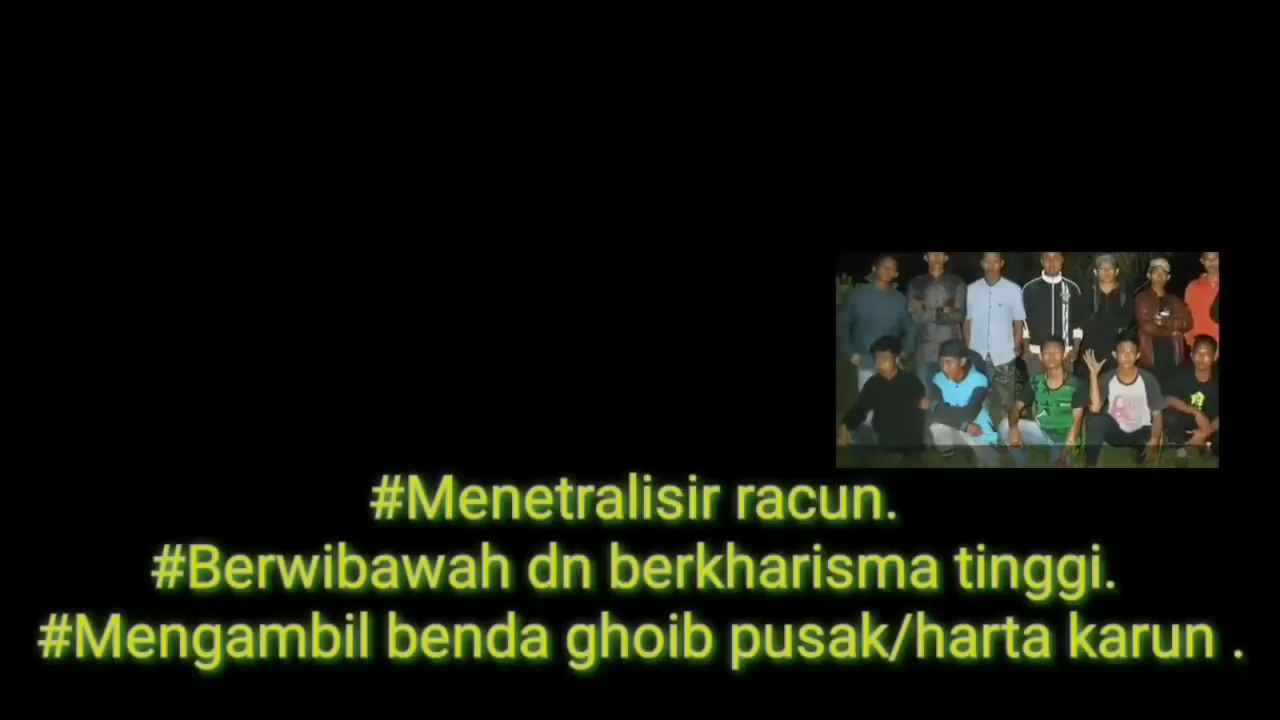 #Menetralisir racun.
#Berwibawah dn berkharisma tinggi.
#Mengambil benda ghoib pusak/harta karun .